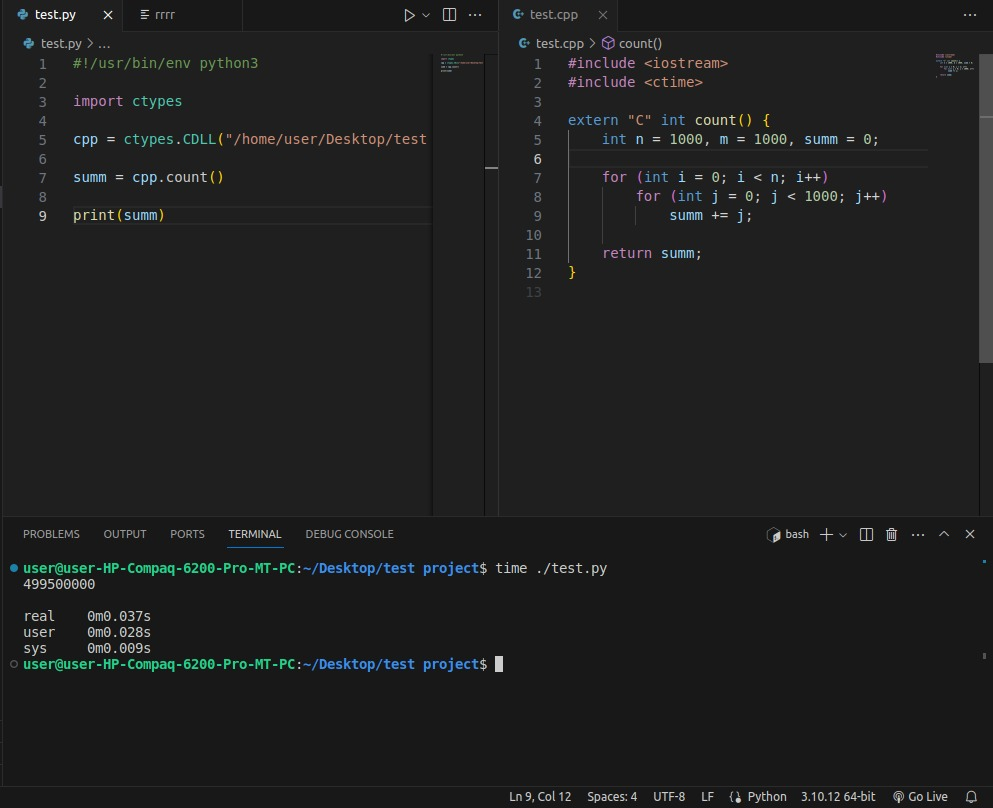 test.py
rrrr
test.py > ...
1 #!/usr/bin/env python3
2
3 import ctypes
4
5 cpp = ctypes.CDLL("/home/user/Desktop/test
6
7 summ = cpp.count()
8
9 print(summ)
test.cpp
test.cpp > count()
1 #include <iostream>
2 #include <ctime>
3
4 extern "C" int count() {
5 int n = 1000, m = 1000, summ = 0;
6
7 for (int i = 0; i < n; i++)
8 for (int j = 0; j < 1000; j++)
9 summ += j;
10
11 return summ;
12 }
13
PROBLEMS OUTPUT PORTS TERMINAL DEBUG CONSOLE bash
user@user-HP-Compaq-6200-Pro-MT-PC:~/Desktop/test project$ time ./test.py
499500000
real 0m0.037s
user 0m0.028s
sys 0m0.009s
user@user-HP-Compaq-6200-Pro-MT-PC:~/Desktop/test project$
Ln 9, Col 12 Spaces: 4 UTF-8 LF Python 3.10.12 64-bit Go Live